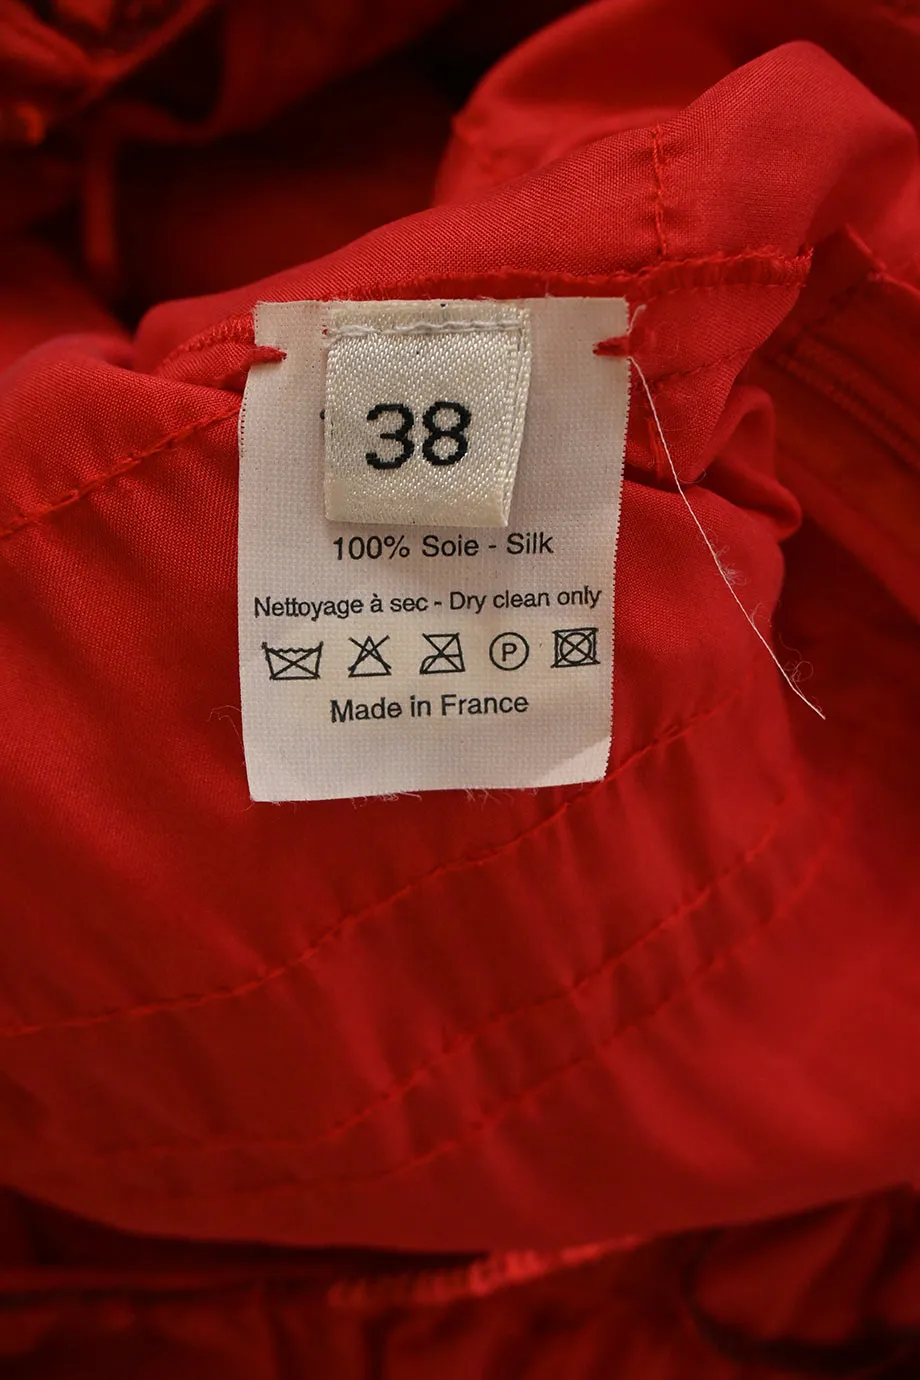 38
100% Soie - Silk
Nettoyage à sec - Dry clean only
P
Made in France